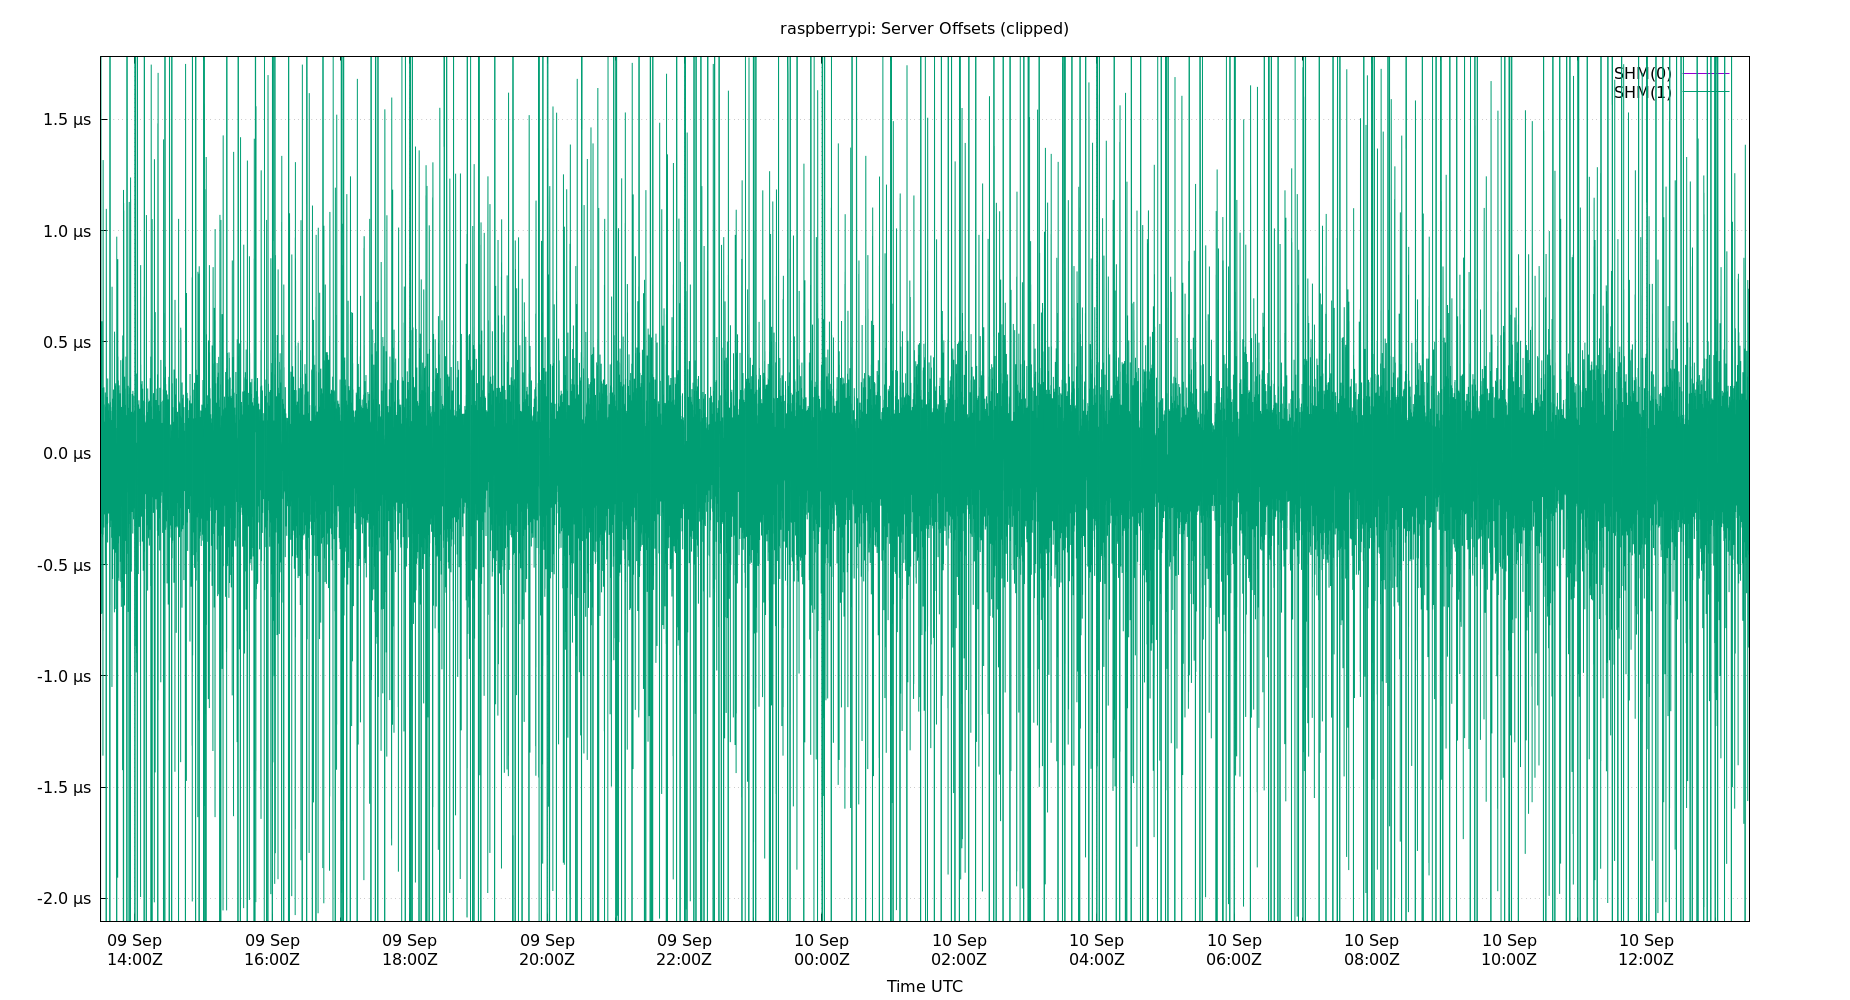 raspberrypi: Server Offsets (clipped)
SHM(0)
SHM(1)
1.5 µs
1.0 µs
0.5 µs
0.0 µs
-0.5 µs
-1.0 µs
-1.5 µs
-2.0 µs
09 Sep 09 Sep 09 Sep 09 Sep 09 Sep 10 Sep 10 Sep 10 Sep 10 Sep 10 Sep 10 Sep 10 Sep
14:00Z 16:00Z 18:00Z 20:00Z 22:00Z 00:00Z 02:00Z 04:00Z 06:00Z 08:00Z 10:00Z 12:00Z
Time UTC